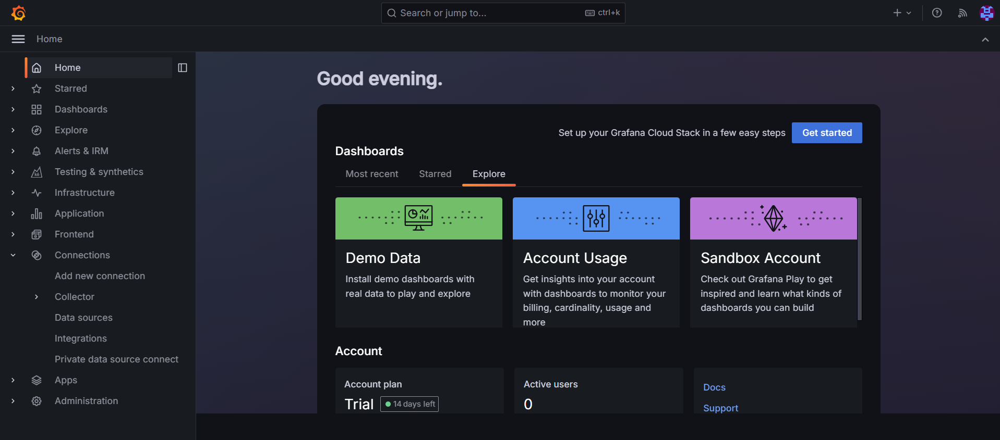 Search or jump to...
ctrl+k
Home
Home
Starred
Dashboards
Explore
Alerts & IRM
k6
Testing & synthetics
Infrastructure
Application
Frontend
Connections
Add new connection
Collector
Data sources
Integrations
Private data source connect
Apps
Administration
Good evening.
Set up your Grafana Cloud Stack in a few easy steps
Get started
Dashboards
Most recent
Starred
Explore
Demo Data
Install demo dashboards with
real data to play and explore
Account Usage
Get insights into your account
with dashboards to monitor your
billing, cardinality, usage and
more
Sandbox Account
Check out Grafana Play to get
inspired and learn what kinds of
dashboards you can build
Account
Account plan
Trial
14 days left
Active users
0
Docs
Support